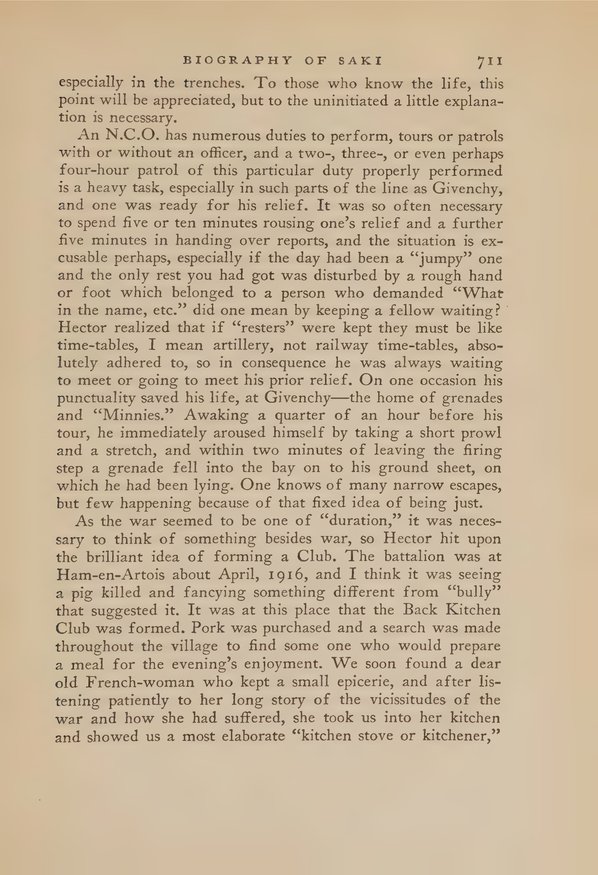 BIOGRAPHY OF SAKI 711
especially in the trenches. To those who know the life, this
point will be appreciated, but to the uninitiated a little explana-
tion is necessary.
An N.C.O. has numerous duties to perform, tours or patrols
with or without an officer, and a two-, three-, or even perhaps
four-hour patrol of this particular duty properly performed
is a heavy task, especially in such parts of the line as Givenchy,
and one was ready for his relief. It was so often necessary
to spend five or ten minutes rousing one's relief and a further
five minutes in handing over reports, and the situation is ex-
cusable perhaps, especially if the day had been a “jumpy” one
and the only rest you had got was disturbed by a rough hand
or foot which belonged to a person who demanded “What
in the name, etc.” did one mean by keeping a fellow waiting?
Hector realized that if “resters” were kept they must be like
time-tables, I mean artillery, not railway time-tables, abso-
lutely adhered to, so in consequence he was always waiting
to meet or going to meet his prior relief. On one occasion his
punctuality saved his life, at Givenchy—the home of grenades
and “Minnies.” Awaking a quarter of an hour before his
tour, he immediately aroused himself by taking a short prowl
and a stretch, and within two minutes of leaving the firing
step a grenade fell into the bay on to his ground sheet, on
which he had been lying. One knows of many narrow escapes,
but few happening because of that fixed idea of being just.
As the war seemed to be one of “duration,” it was neces-
sary to think of something besides war, so Hector hit upon
the brilliant idea of forming a Club. The battalion was at
Ham-en-Artois about April, 1916, and I think it was seeing
a pig killed and fancying something different from “bully”
that suggested it. It was at this place that the Back Kitchen
Club was formed. Pork was purchased and a search was made
throughout the village to find some one who would prepare
a meal for the evening's enjoyment. We soon found a dear
old French-woman who kept a small epicerie, and after lis-
tening patiently to her long story of the vicissitudes of the
war and how she had suffered, she took us into her kitchen
and showed us a most elaborate “kitchen stove or kitchener,”